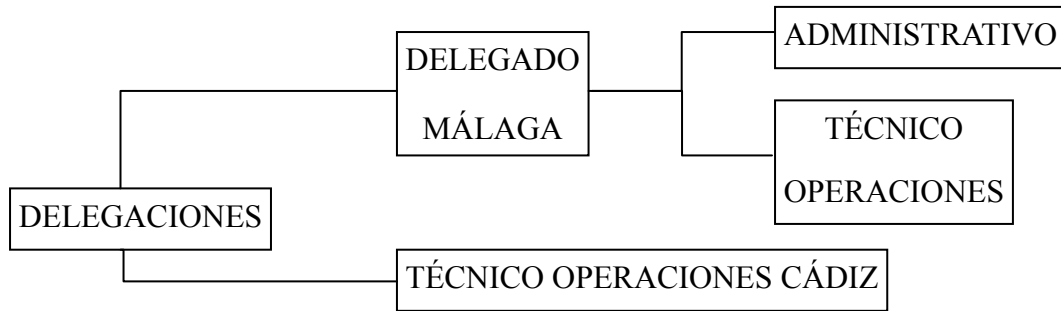 ADMINISTRATIVO
DELEGADO
MÁLAGA
TÉCNICO
OPERACIONES
DELEGACIONES
TÉCNICO OPERACIONES CÁDIZ